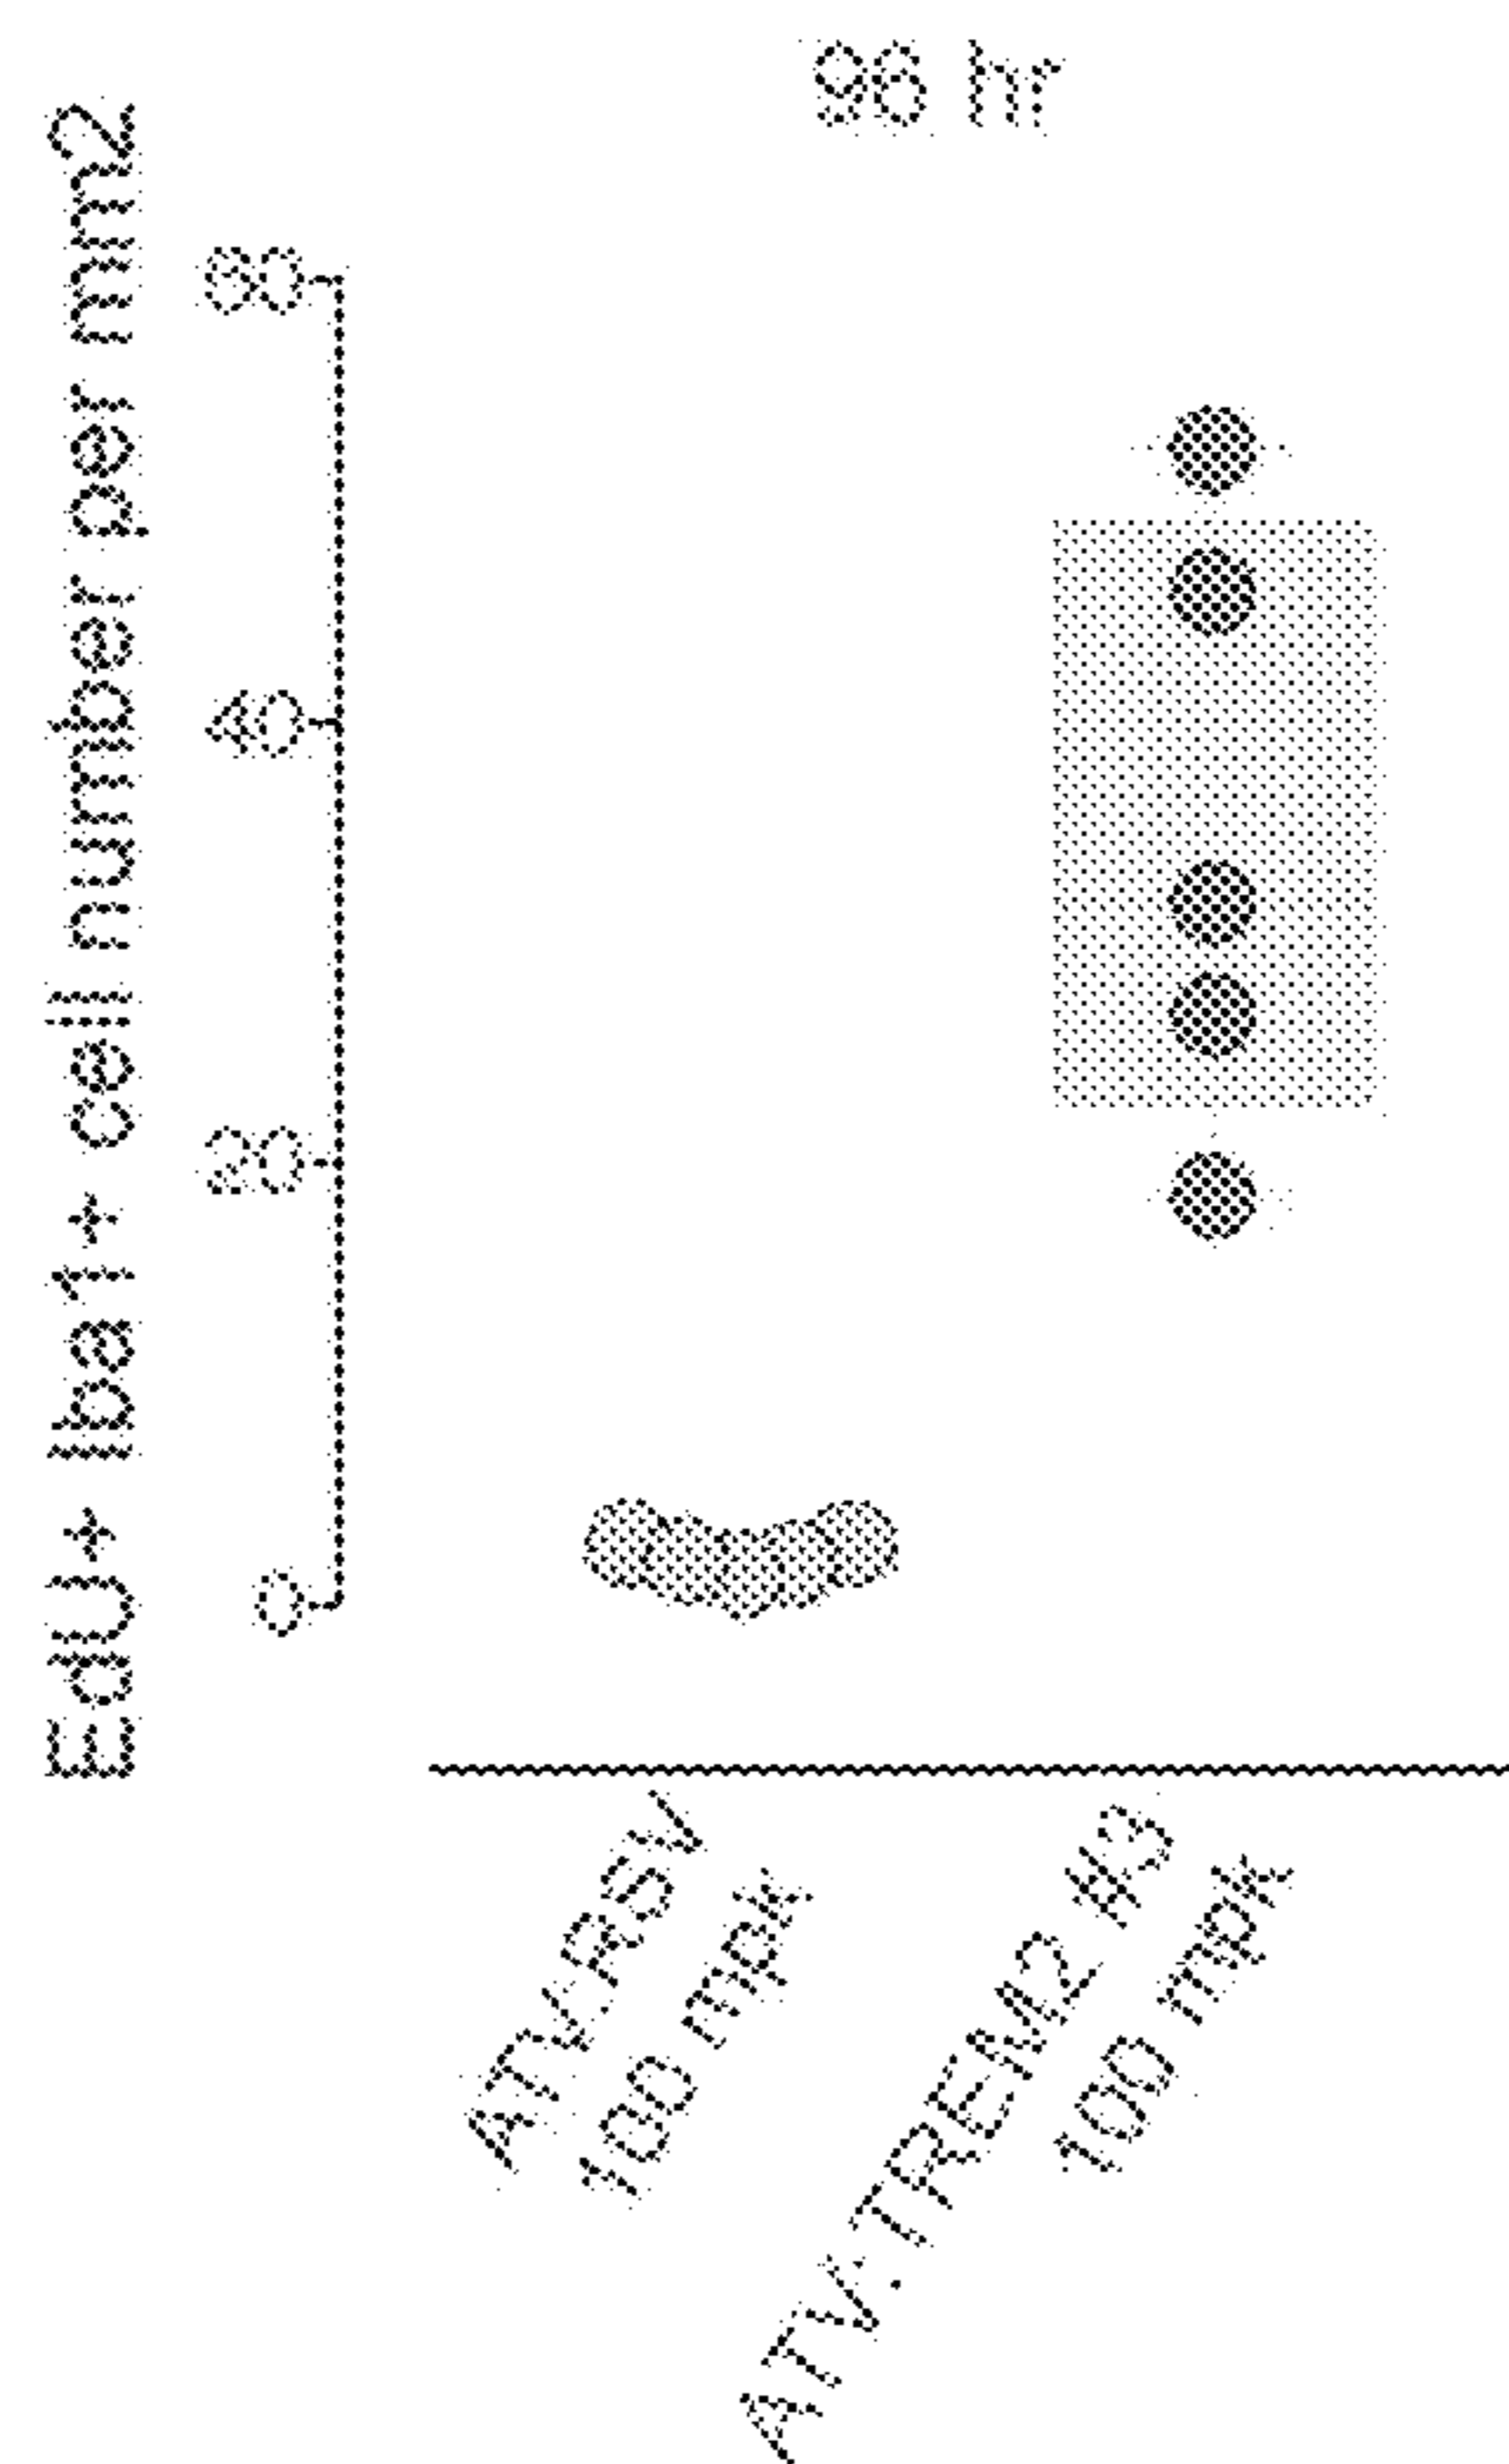 96 hr
EdU+ Iba1+ cell number per mm2
60
40
20
0
ATV:RSV
100 mpk
ATV:TREM2 #3
100 mpk